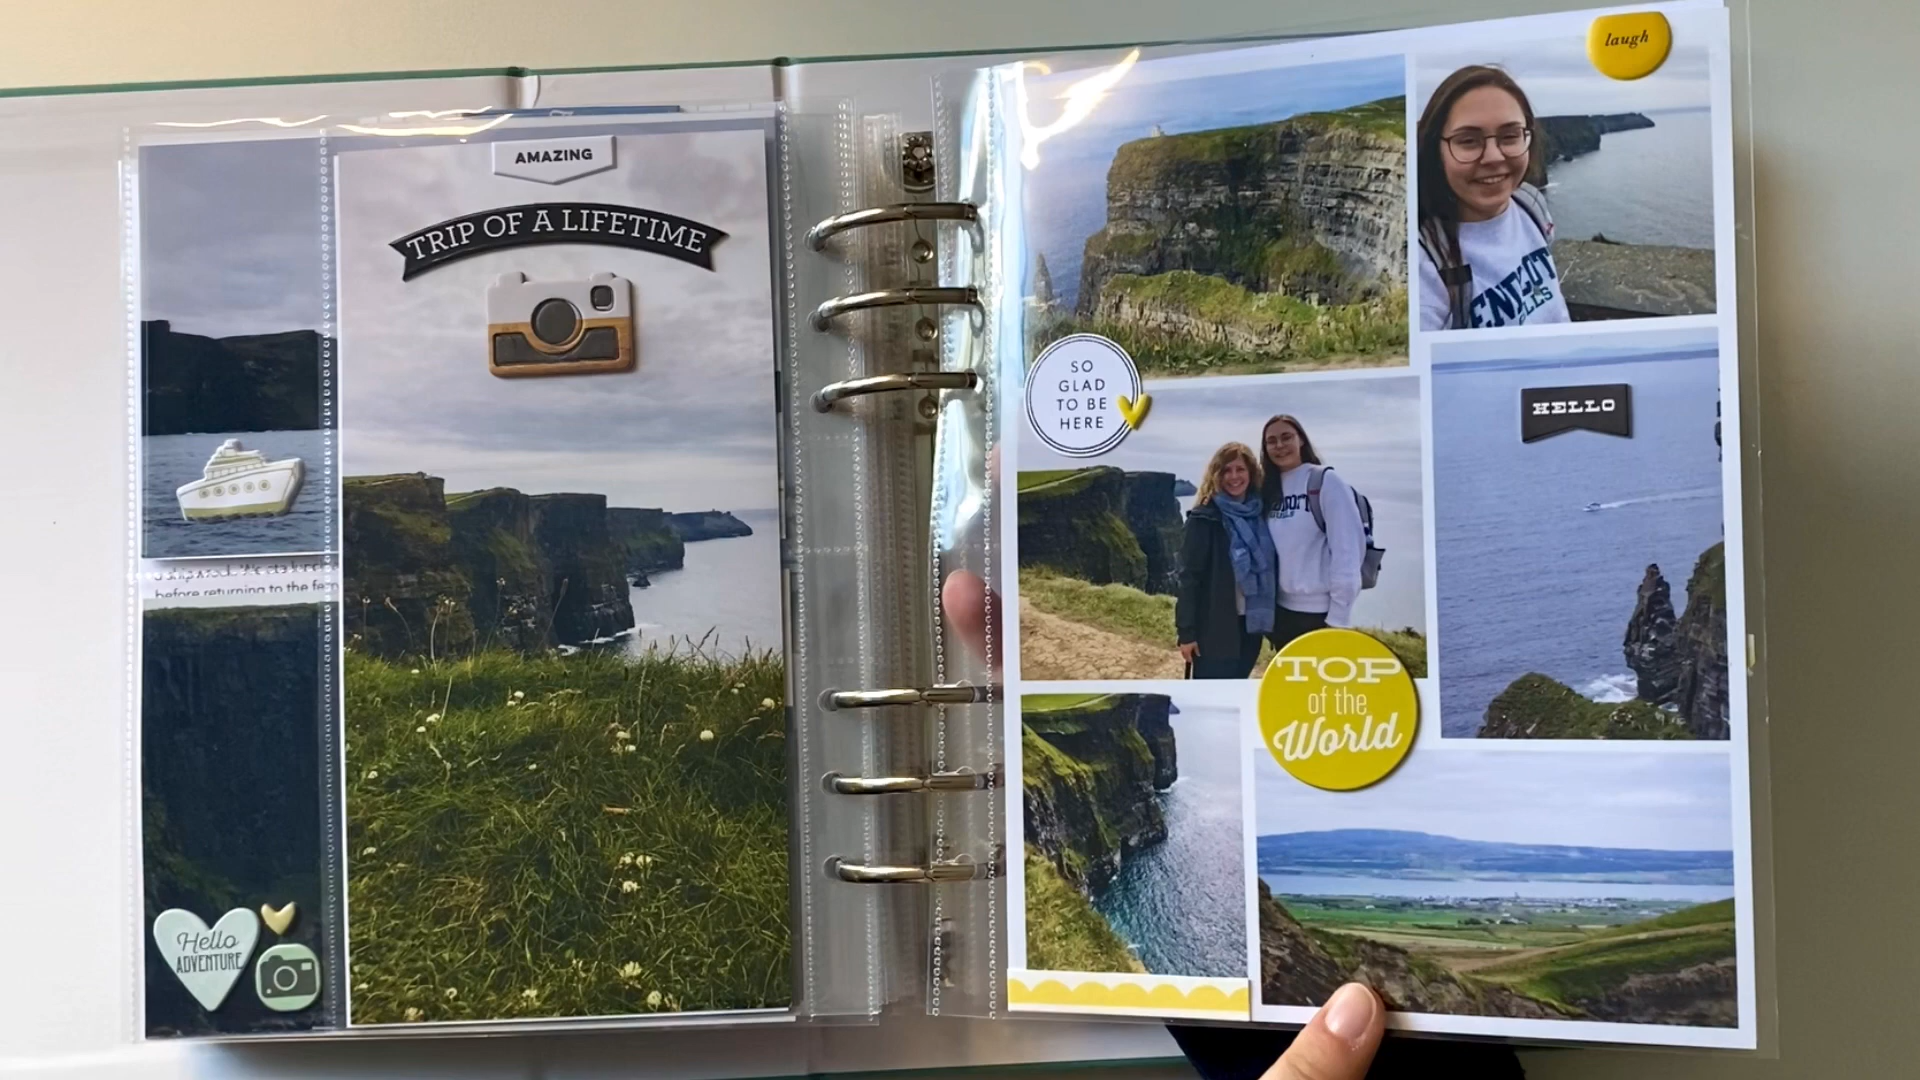 AMAZING
TRIP OF A LIFETIME
before returning to the
Hello
ADVENTURE
laugh
SO
GLAD
TO BE
HERE
HELLO
TOP
of the
World